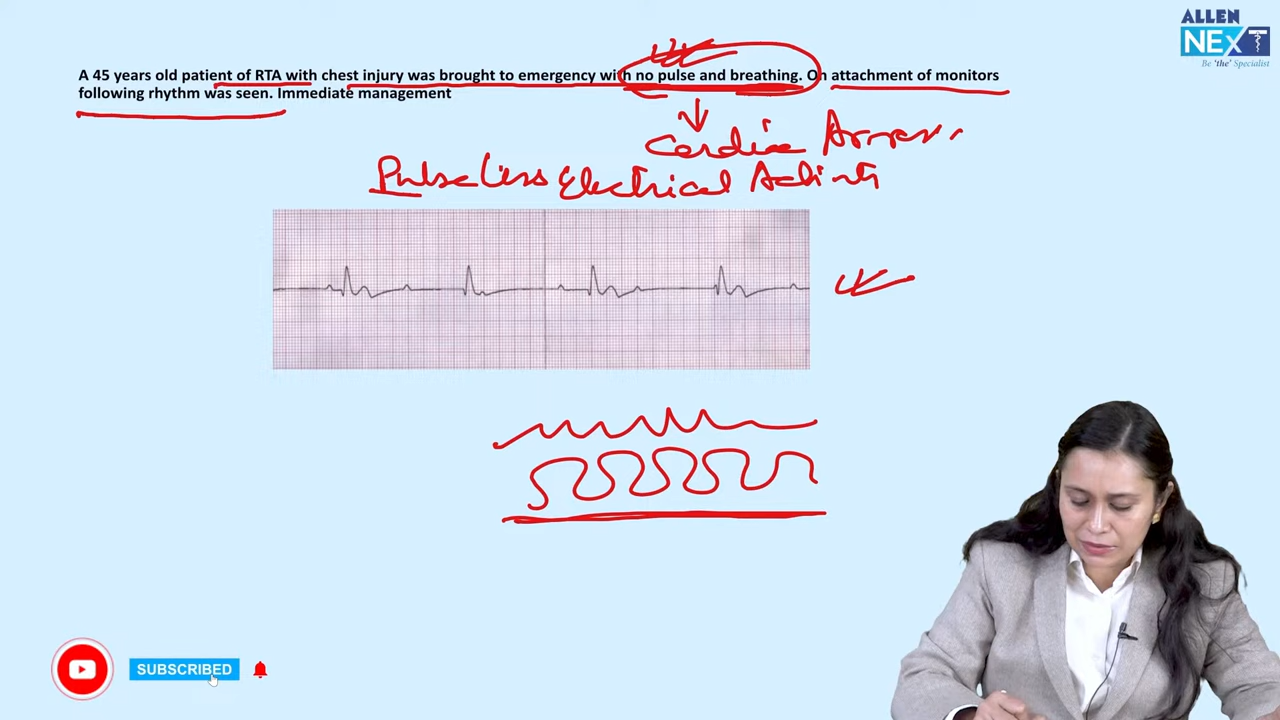 ALLEN
NEXT
Be 'the' Specialist
A 45 years old patient of RTA with chest injury was brought to emergency with no pulse and breathing. On attachment of monitors
following rhythm was seen. Immediate management
Cardiac Arrest
Pulseless Electrical Activity
SUBSCRIBED